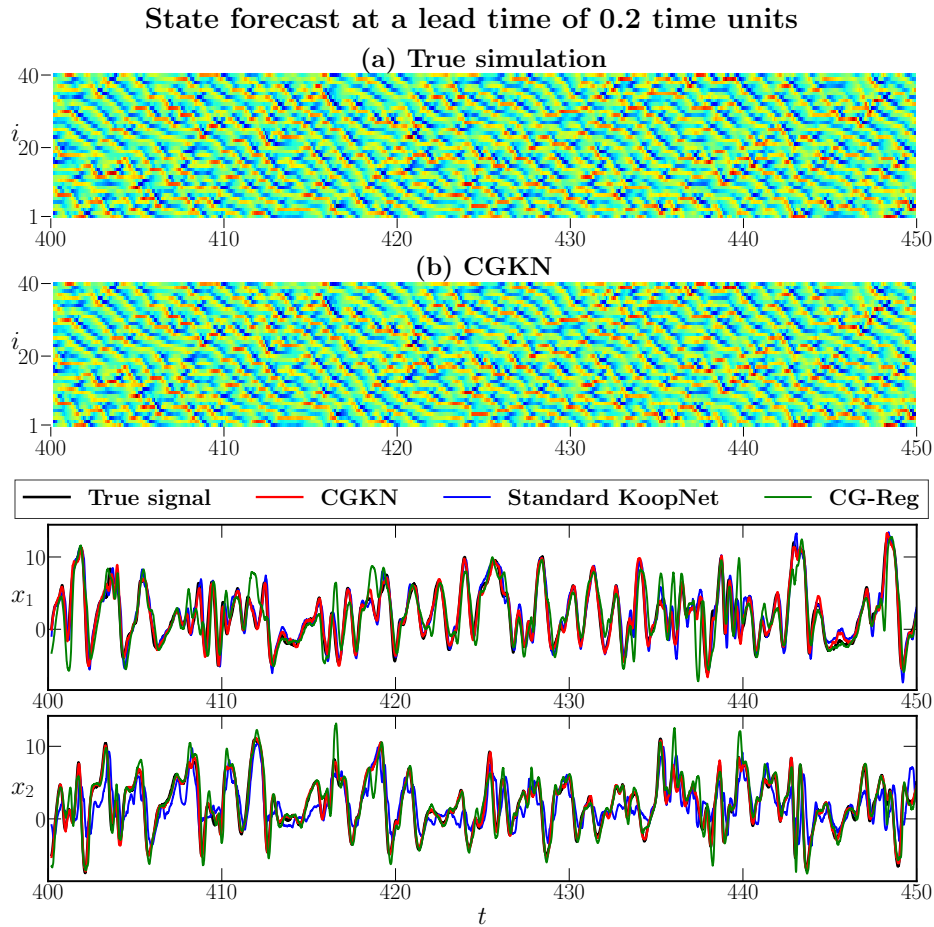 State forecast at a lead time of 0.2 time units
(a) True simulation
40
i
20
1
400 410 420 430 440 450
(b) CGKN
40
i
20
1
400 410 420 430 440 450
True signal CGKN Standard KoopNet CG-Reg
10
x₁
0
400 410 420 430 440 450
10
x₂
0
400 410 420 430 440 450
t